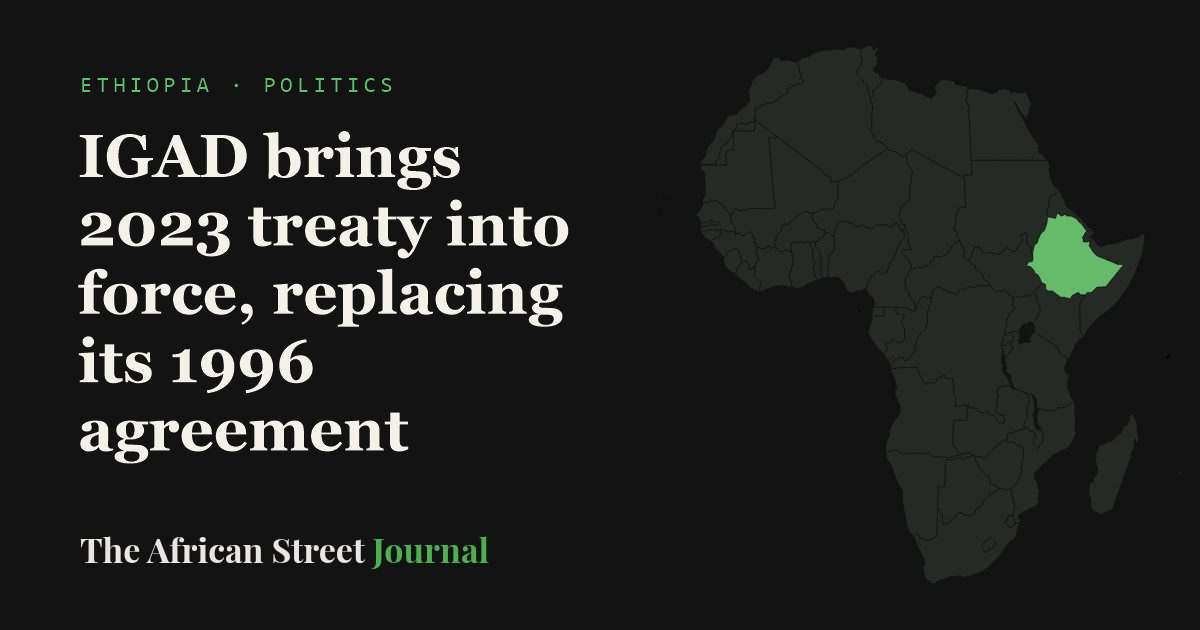 ETHIOPIA · POLITICS
IGAD brings
2023 treaty into
force, replacing
its 1996
agreement
The African Street Journal